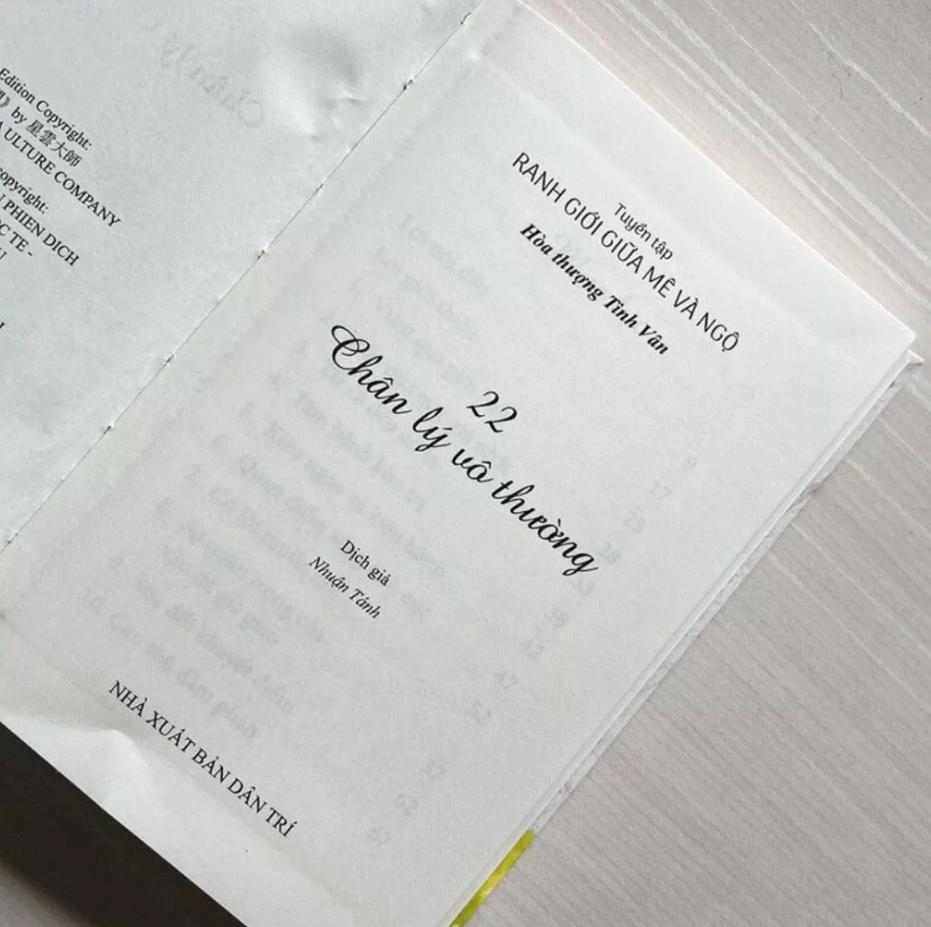 Edition Copyright:
by 星雲大師
ULTURE COMPANY
opyright:
PHIEN DICH
TE -
Tuyển tập
RANH GIỚI GIỮA MÊ VÀ NGỘ
Hòa thượng Tinh Vân
22
Chân lý vô thường
Dịch giả
Nhuận Tánh
NHÀ XUẤT BẢN DÂN TRÍ